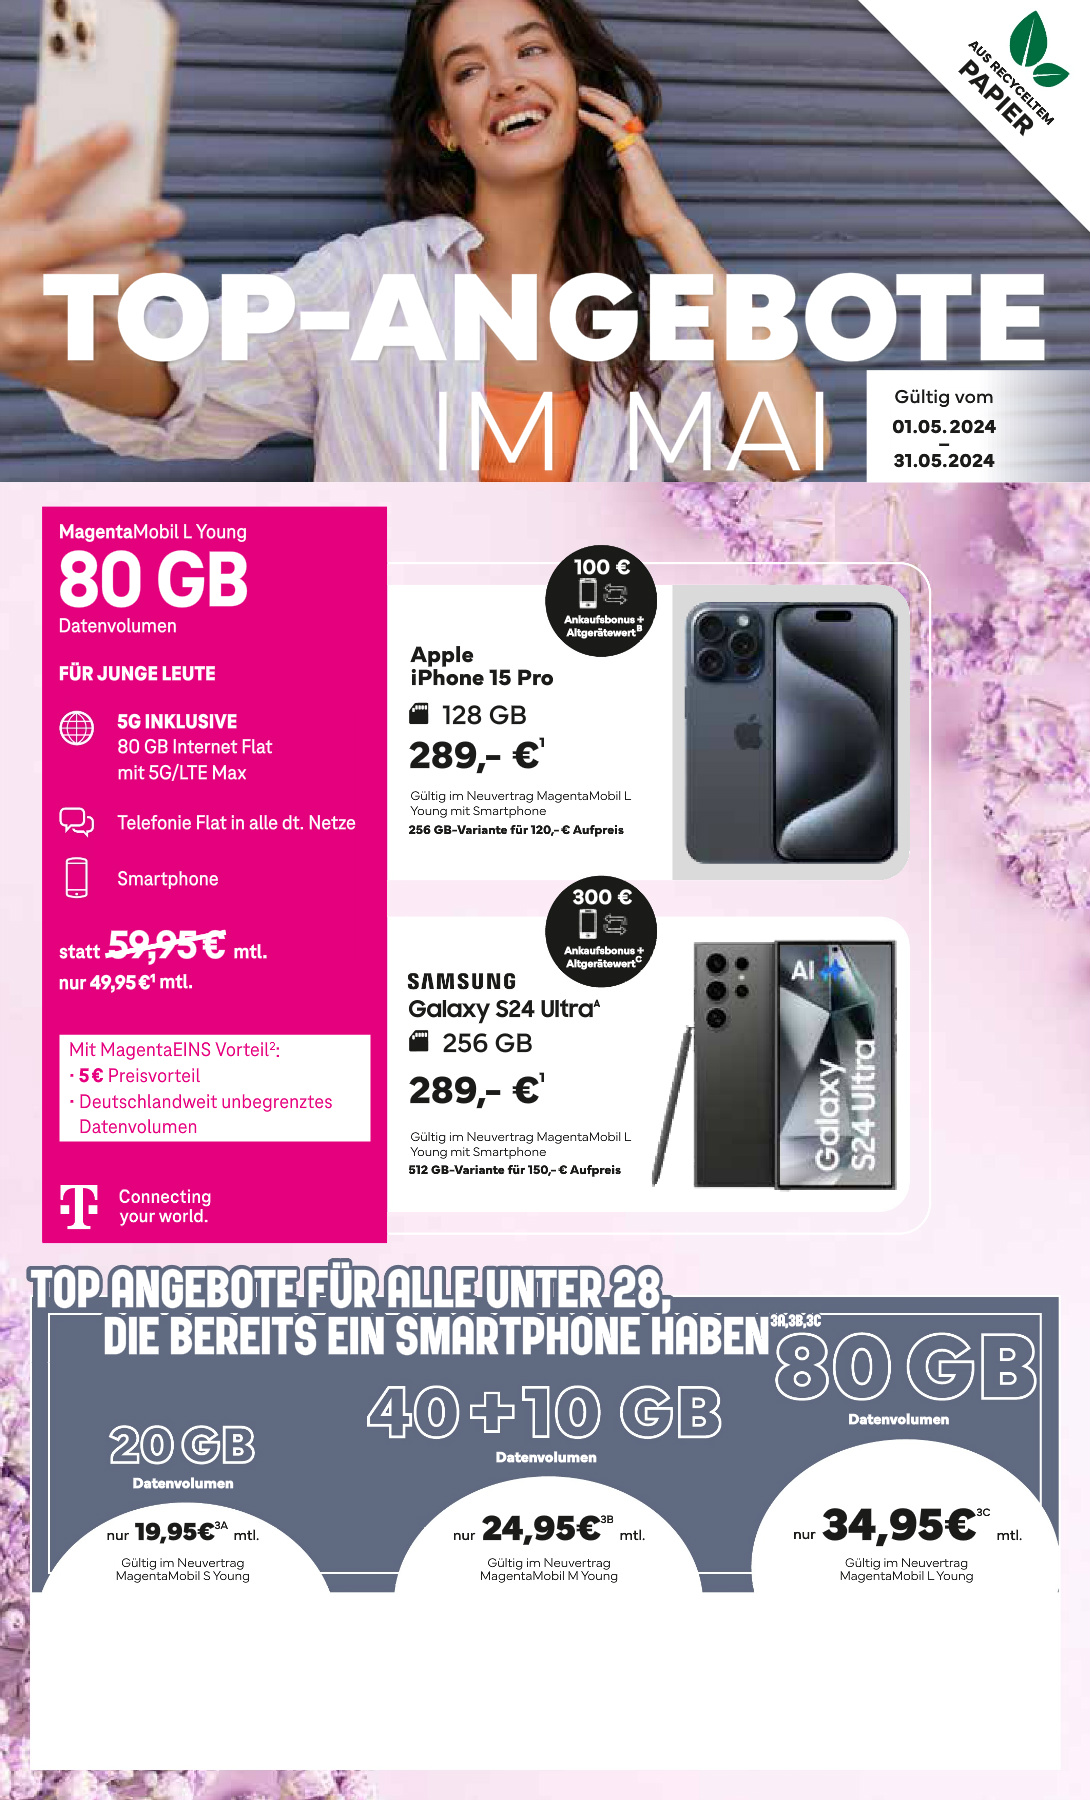 AUS RECYCELTEM
PAPIER
TOP-ANGEBOTE
IM MAI
Gültig vom
01.05.2024
–
31.05.2024
MagentaMobil L Young
80 GB
Datenvolumen
FÜR JUNGE LEUTE
5G INKLUSIVE
80 GB Internet Flat
mit 5G/LTE Max
Telefonie Flat in alle dt. Netze
Smartphone
statt 59,95 € mtl.
nur 49,95 €¹ mtl.
Mit MagentaEINS Vorteil²:
· 5 € Preisvorteil
· Deutschlandweit unbegrenztes
Datenvolumen
T Connecting
your world.
100 €
Ankaufsbonus +
Altgerätewert B
Apple
iPhone 15 Pro
128 GB
289,– €¹
Gültig im Neuvertrag MagentaMobil L
Young mit Smartphone
256 GB-Variante für 120,– € Aufpreis
300 €
Ankaufsbonus +
Altgerätewert C
SAMSUNG
Galaxy S24 Ultra A
256 GB
289,– €¹
Gültig im Neuvertrag MagentaMobil L
Young mit Smartphone
512 GB-Variante für 150,– € Aufpreis
AI
Galaxy
S24 Ultra
TOP ANGEBOTE FÜR ALLE UNTER 28,
DIE BEREITS EIN SMARTPHONE HABEN 3A,3B,3C
20 GB
Datenvolumen
nur 19,95€ 3A mtl.
Gültig im Neuvertrag
MagentaMobil S Young
40+10 GB
Datenvolumen
nur 24,95€ 3B mtl.
Gültig im Neuvertrag
MagentaMobil M Young
80 GB
Datenvolumen
nur 34,95€ 3C mtl.
Gültig im Neuvertrag
MagentaMobil L Young